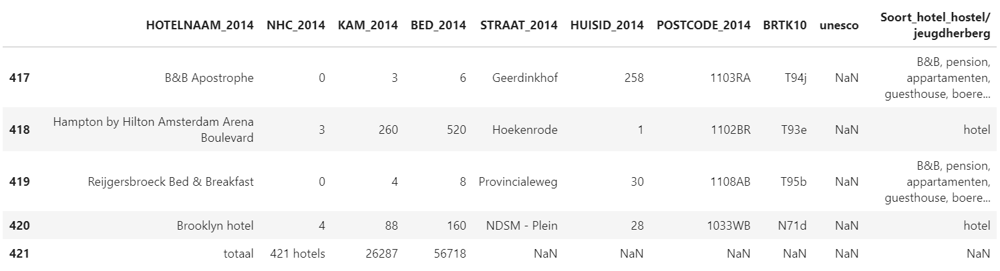 HOTELNAAM_2014 NHC_2014 KAM_2014 BED_2014 STRAAT_2014 HUISID_2014 POSTCODE_2014 BRTK10 unesco Soort_hotel_hostel/
jeugdherberg
417 B&B Apostrophe 0 3 6 Geerdinkhof 258 1103RA T94j NaN B&B, pension,
appartamenten,
guesthouse, boere...
418 Hampton by Hilton Amsterdam Arena
Boulevard 3 260 520 Hoekenrode 1 1102BR T93e NaN hotel
419 Reijgersbroeck Bed & Breakfast 0 4 8 Provincialeweg 30 1108AB T95b NaN B&B, pension,
appartamenten,
guesthouse, boere...
420 Brooklyn hotel 4 88 160 NDSM - Plein 28 1033WB N71d NaN hotel
421 totaal 421 hotels 26287 56718 NaN NaN NaN NaN NaN NaN